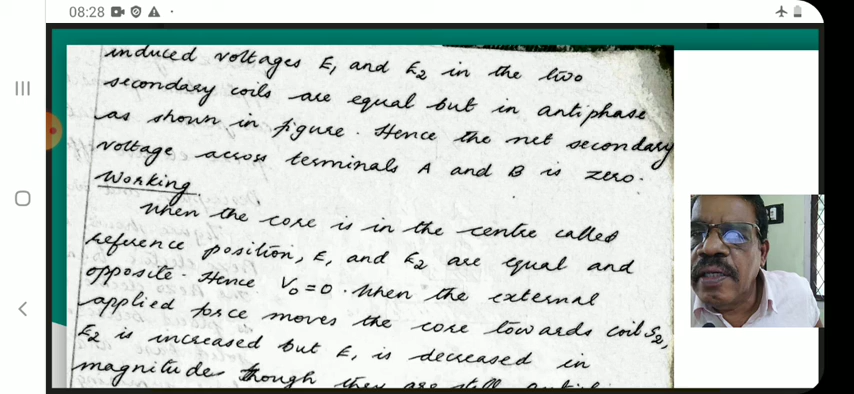 08:28
induced voltages E1 and E2 in the two
secondary coils are equal but in antiphase
as shown in figure. Hence the net secondary
voltage across terminals A and B is zero.
Working
When the core is in the centre called
reference position, E1 and E2 are equal and
opposite. Hence V0=0. When the external
applied force moves the core towards coil S2,
E2 is increased but E1 is decreased in
magnitude though they are still